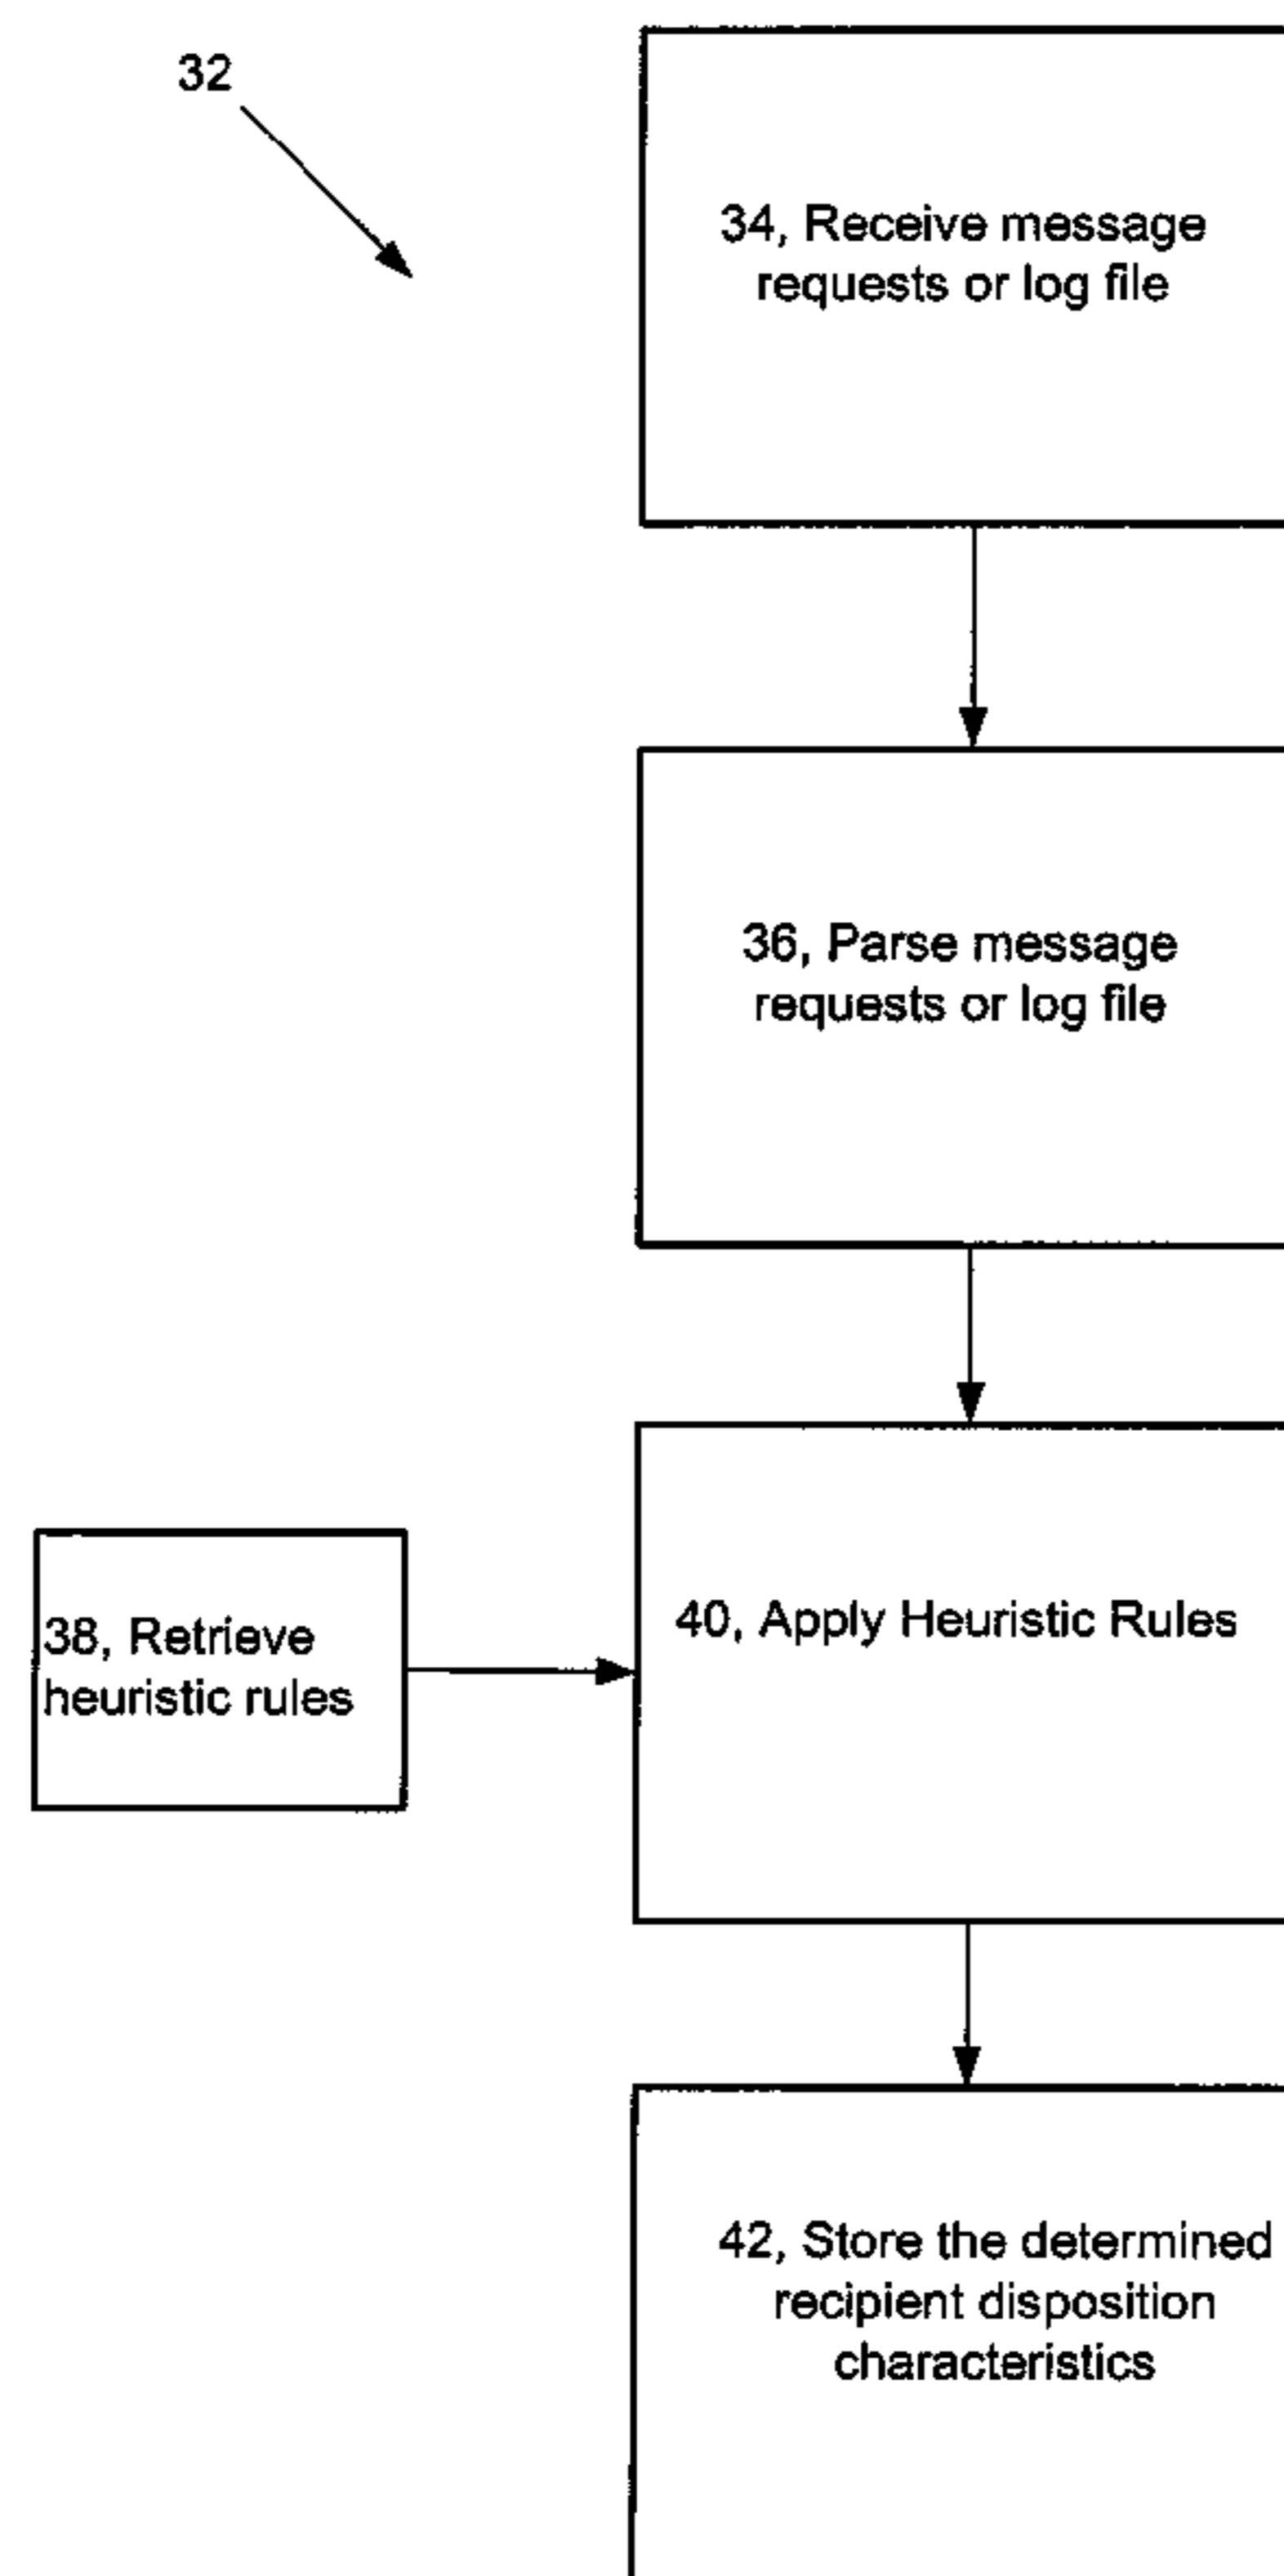 32
34, Receive message
requests or log file
36, Parse message
requests or log file
38, Retrieve
heuristic rules
40, Apply Heuristic Rules
42, Store the determined
recipient disposition
characteristics